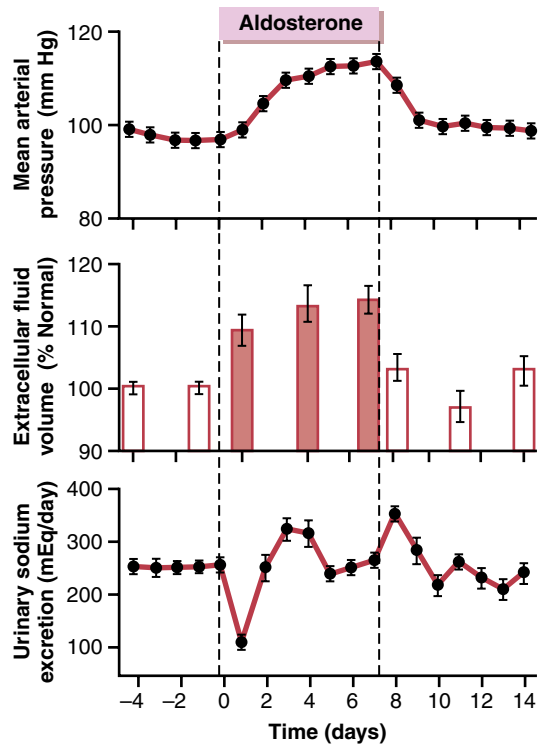 Aldosterone
Mean arterial
pressure (mm Hg)
120
100
80
Extracellular fluid
volume (% Normal)
120
110
100
90
Urinary sodium
excretion (mEq/day)
400
300
200
100
–4 –2 0 2 4 6 8 10 12 14
Time (days)